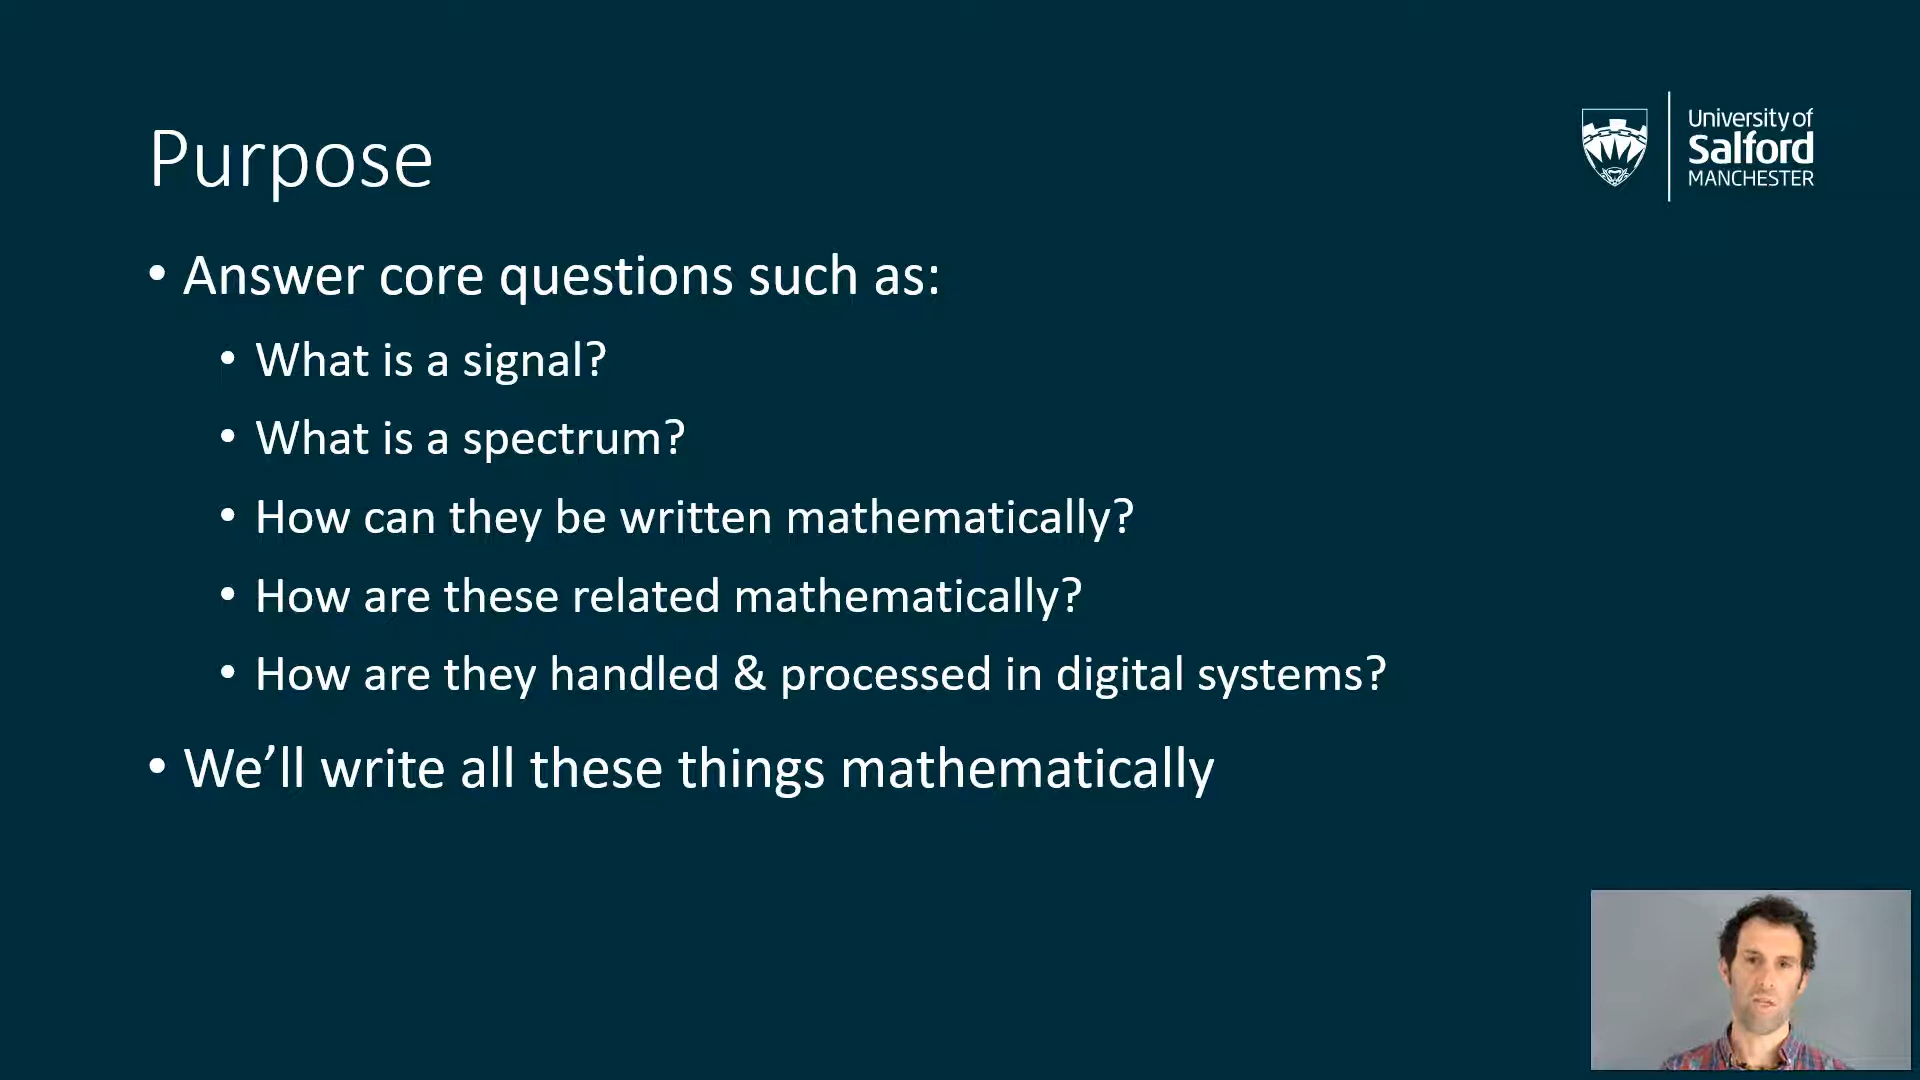 Purpose
University of
Salford
MANCHESTER
• Answer core questions such as:
• What is a signal?
• What is a spectrum?
• How can they be written mathematically?
• How are these related mathematically?
• How are they handled & processed in digital systems?
• We’ll write all these things mathematically